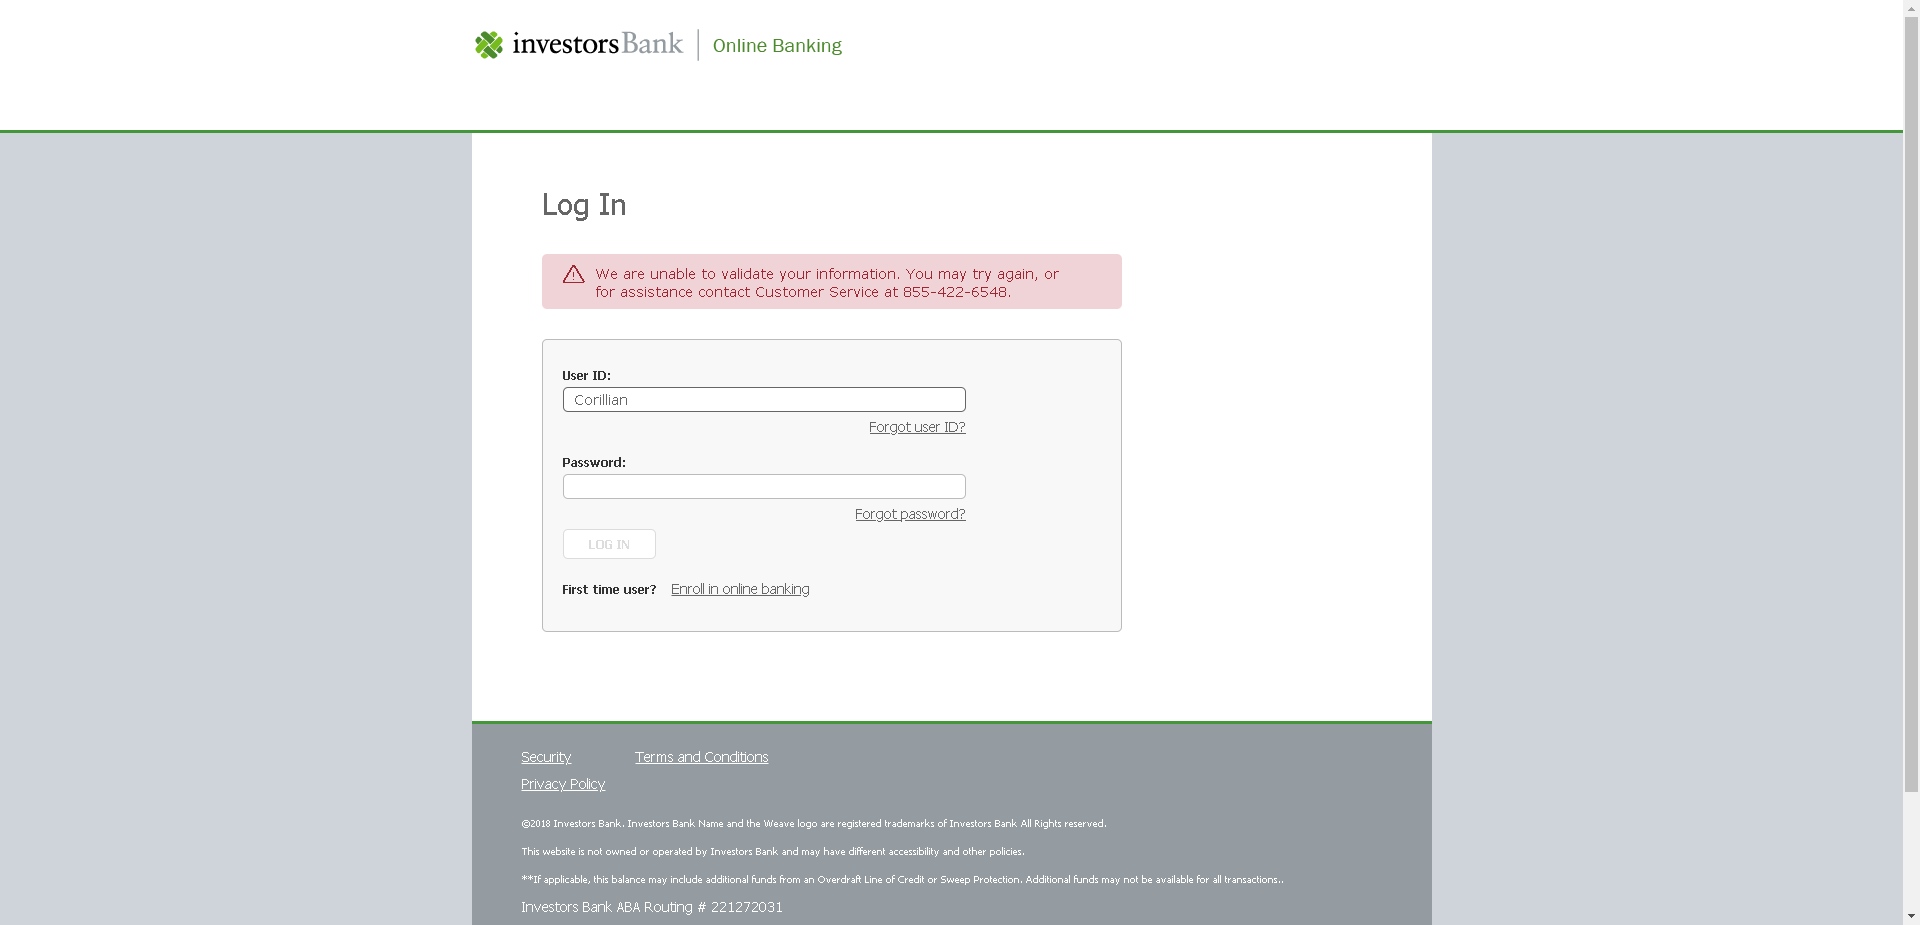 investorsBank Online Banking
Log In
We are unable to validate your information. You may try again, or
for assistance contact Customer Service at 855-422-6548.
User ID:
Corillian
Forgot user ID?
Password:
Forgot password?
LOG IN
First time user? Enroll in online banking
Security Terms and Conditions
Privacy Policy
©2018 Investors Bank. Investors Bank Name and the Weave logo are registered trademarks of Investors Bank All Rights reserved.
This website is not owned or operated by Investors Bank and may have different accessibility and other policies.
**If applicable, this balance may include additional funds from an Overdraft Line of Credit or Sweep Protection. Additional funds may not be available for all transactions..
Investors Bank ABA Routing # 221272031